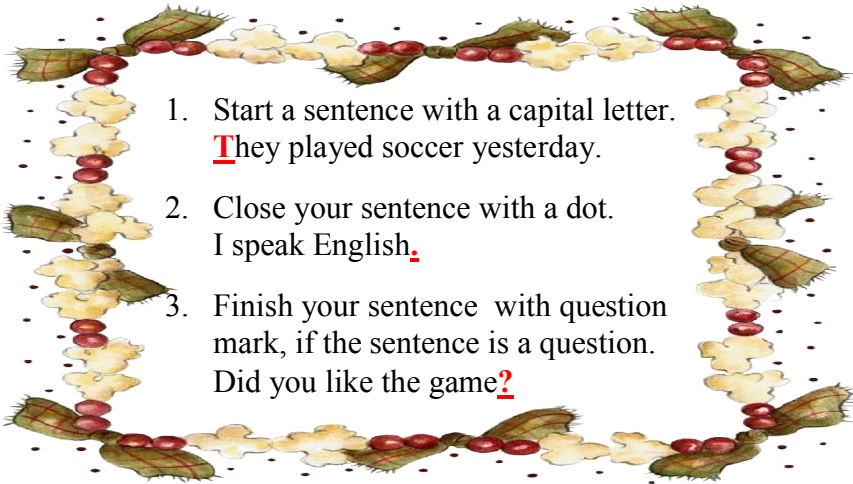 1. Start a sentence with a capital letter.
They played soccer yesterday.
2. Close your sentence with a dot.
I speak English.
3. Finish your sentence  with question
mark, if the sentence is a question.
Did you like the game?